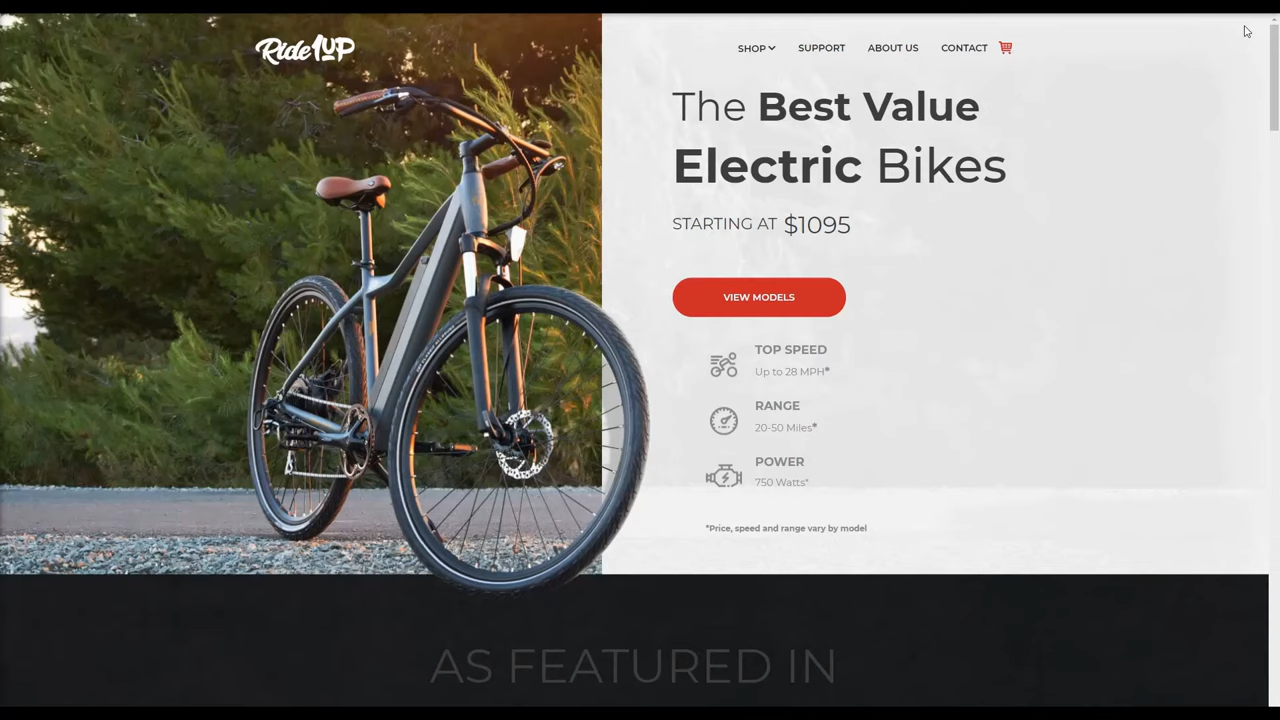 Ride1UP
SHOP
SUPPORT
ABOUT US
CONTACT
The Best Value
Electric Bikes
STARTING AT $1095
VIEW MODELS
TOP SPEED
Up to 28 MPH*
RANGE
20-50 Miles*
POWER
750 Watts*
*Price, speed and range vary by model
AS FEATURED IN